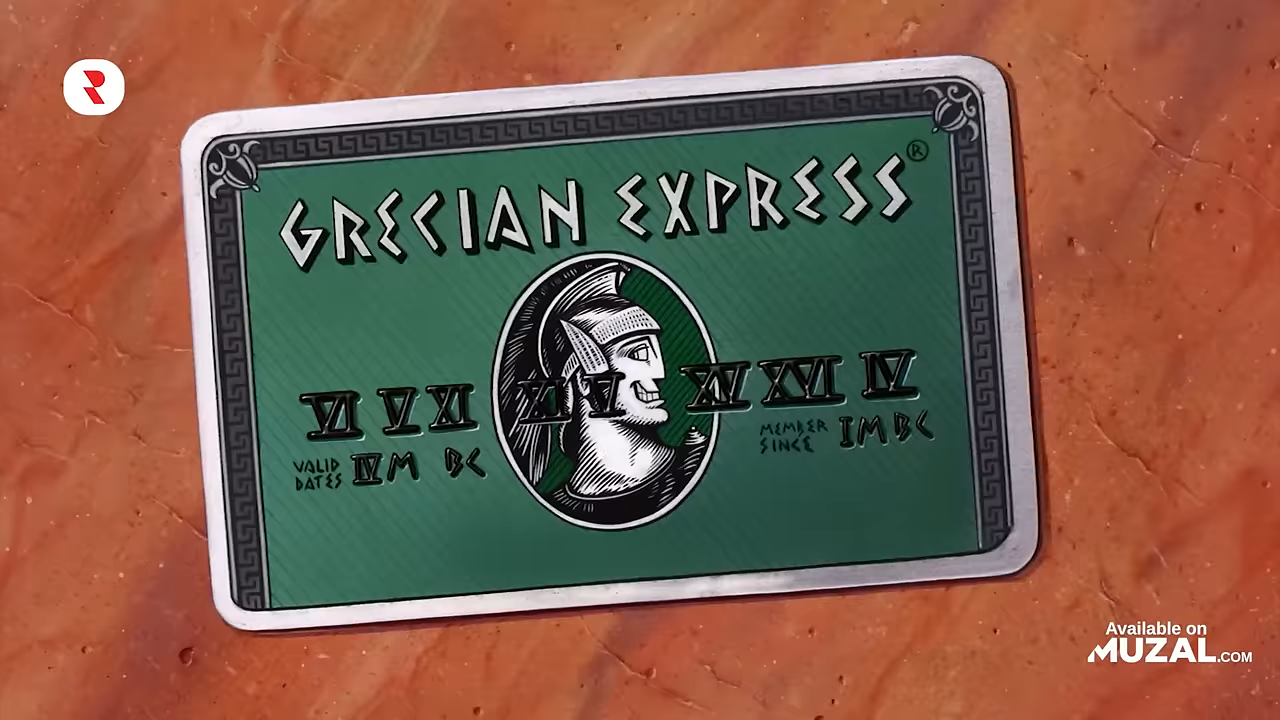 GRECIAN EXPRESS®
VI V XI XI V XV XVI IV
VALID DATES IVM BC
MEMBER SINCE IM BC
Available on
MUZAL.COM